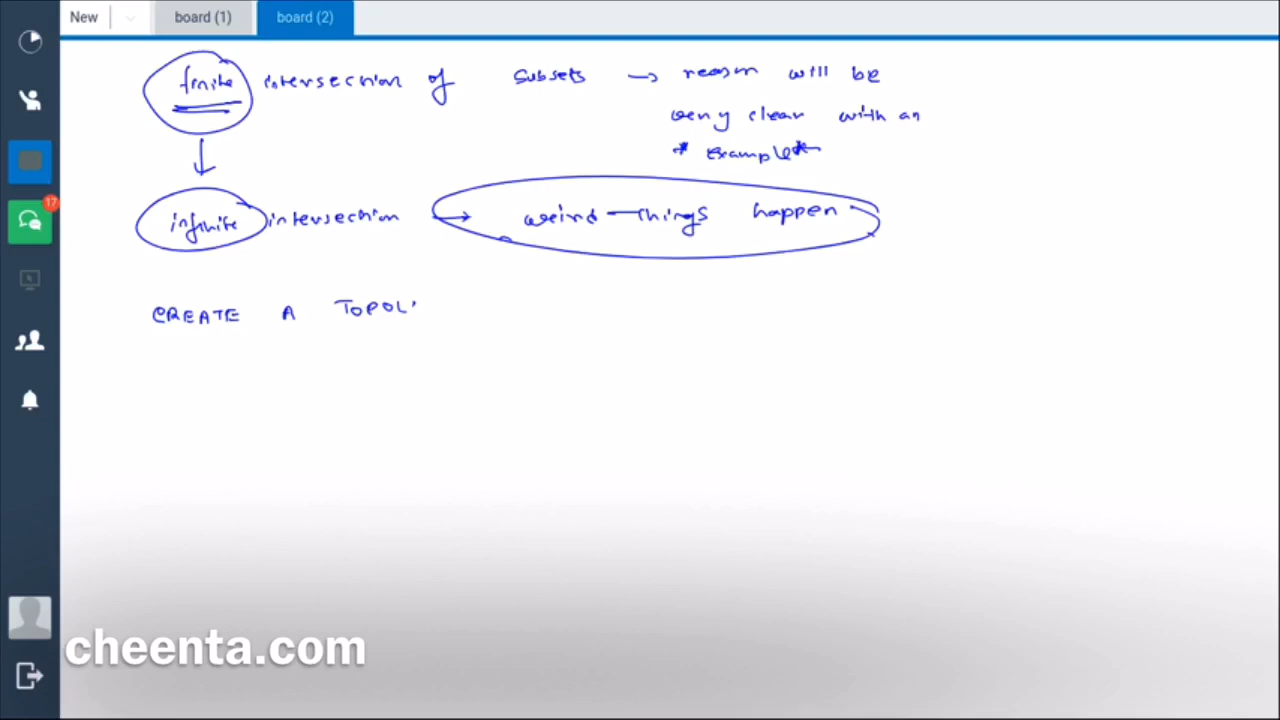 New
board (1)
board (2)
finite intersection of subsets → reason will be
very clear with an
* example*
17
infinite intersection → weird things happen
CREATE A TOPOL
cheenta.com